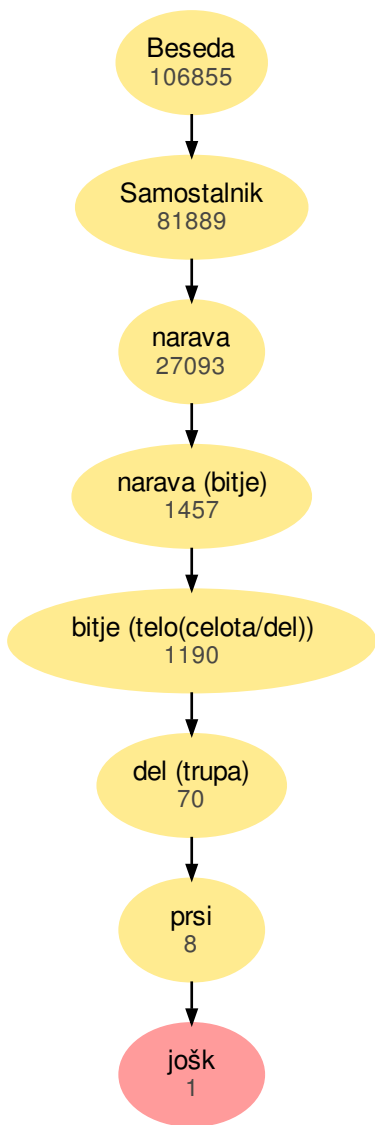 Beseda
106855
Samostalnik
81889
narava
27093
narava (bitje)
1457
bitje (telo(celota/del))
1190
del (trupa)
70
prsi
8
jošk
1